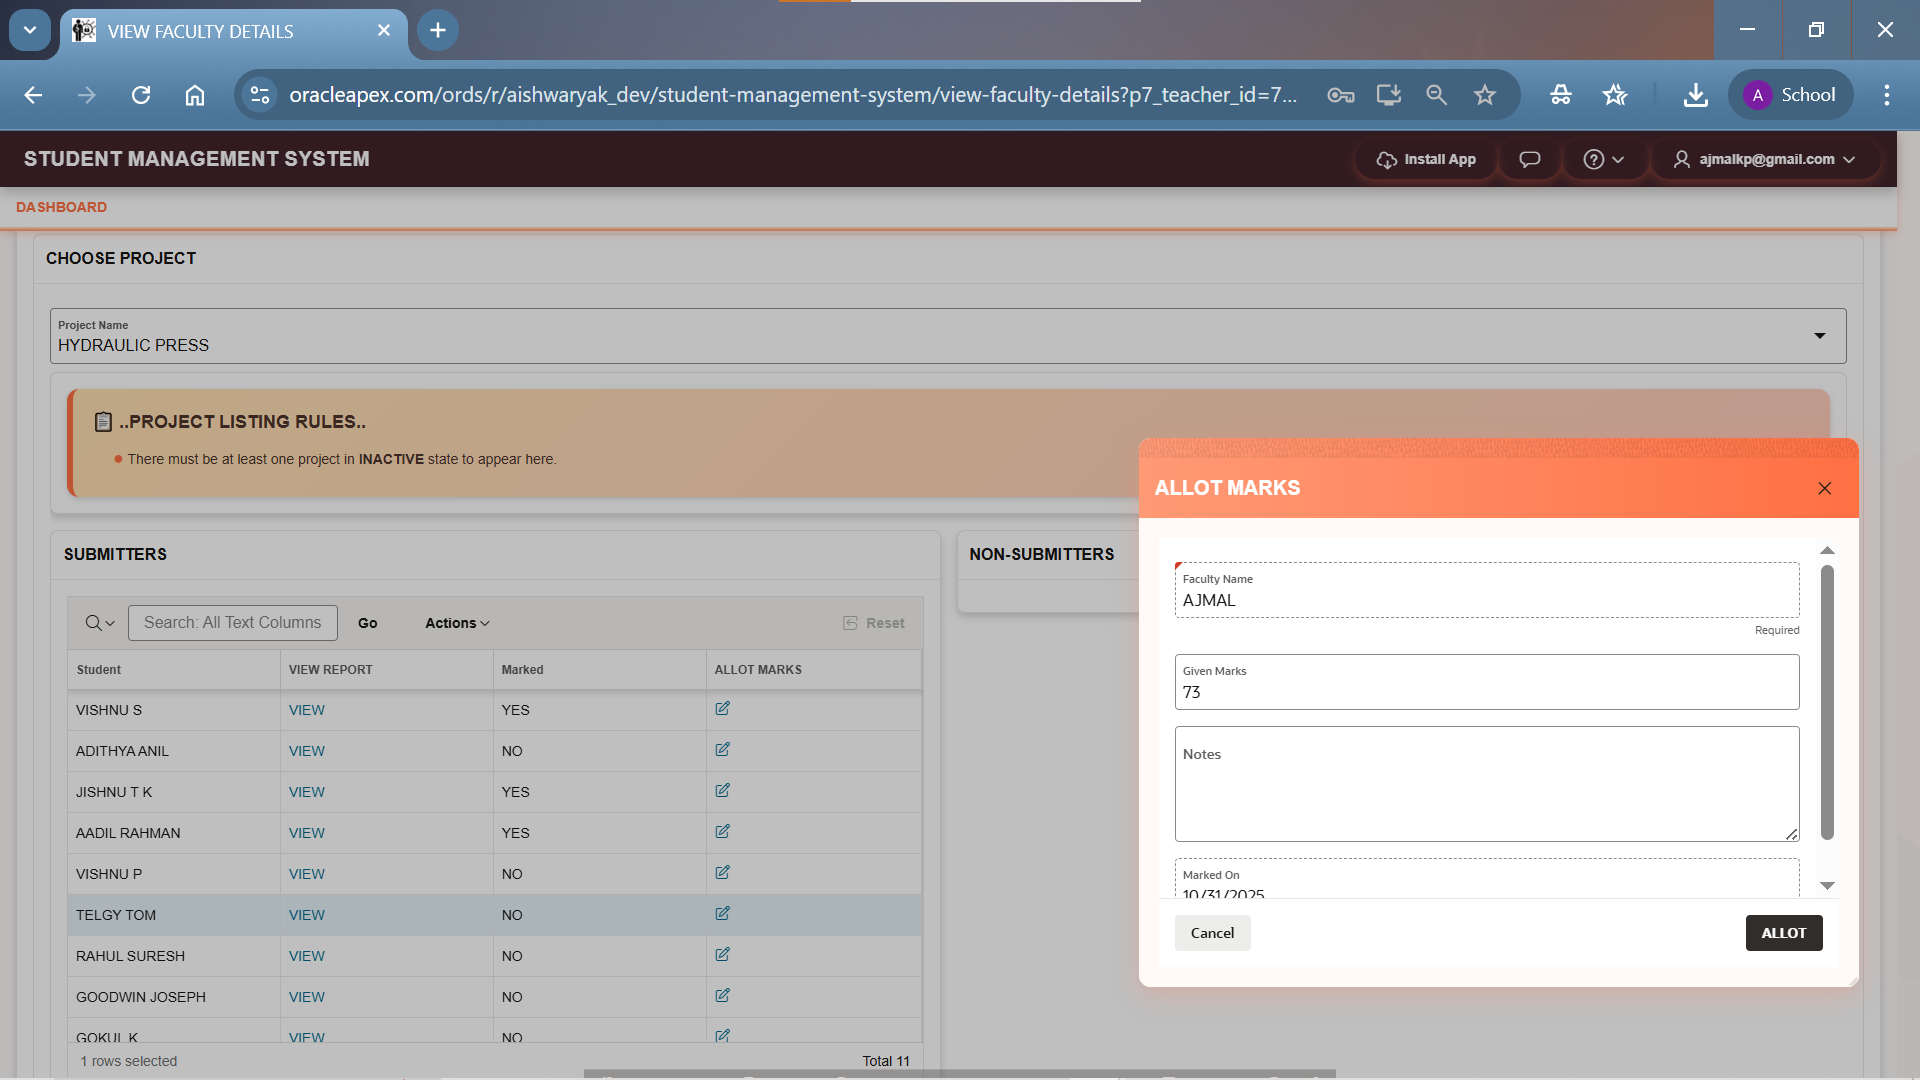 VIEW FACULTY DETAILS
oracleapex.com/ords/r/aishwaryak_dev/student-management-system/view-faculty-details?p7_teacher_id=7...
A School
STUDENT MANAGEMENT SYSTEM
Install App
ajmalkp@gmail.com
DASHBOARD
CHOOSE PROJECT
Project Name
HYDRAULIC PRESS
..PROJECT LISTING RULES..
There must be at least one project in INACTIVE state to appear here.
SUBMITTERS
Search: All Text Columns Go Actions Reset
Student VIEW REPORT Marked ALLOT MARKS
VISHNU S VIEW YES
ADITHYA ANIL VIEW NO
JISHNU T K VIEW YES
AADIL RAHMAN VIEW YES
VISHNU P VIEW NO
TELGY TOM VIEW NO
RAHUL SURESH VIEW NO
GOODWIN JOSEPH VIEW NO
GOKUL K VIEW NO
1 rows selected Total 11
NON-SUBMITTERS
ALLOT MARKS
Faculty Name
AJMAL
Required
Given Marks
73
Notes
Marked On
10/31/2025
Cancel ALLOT